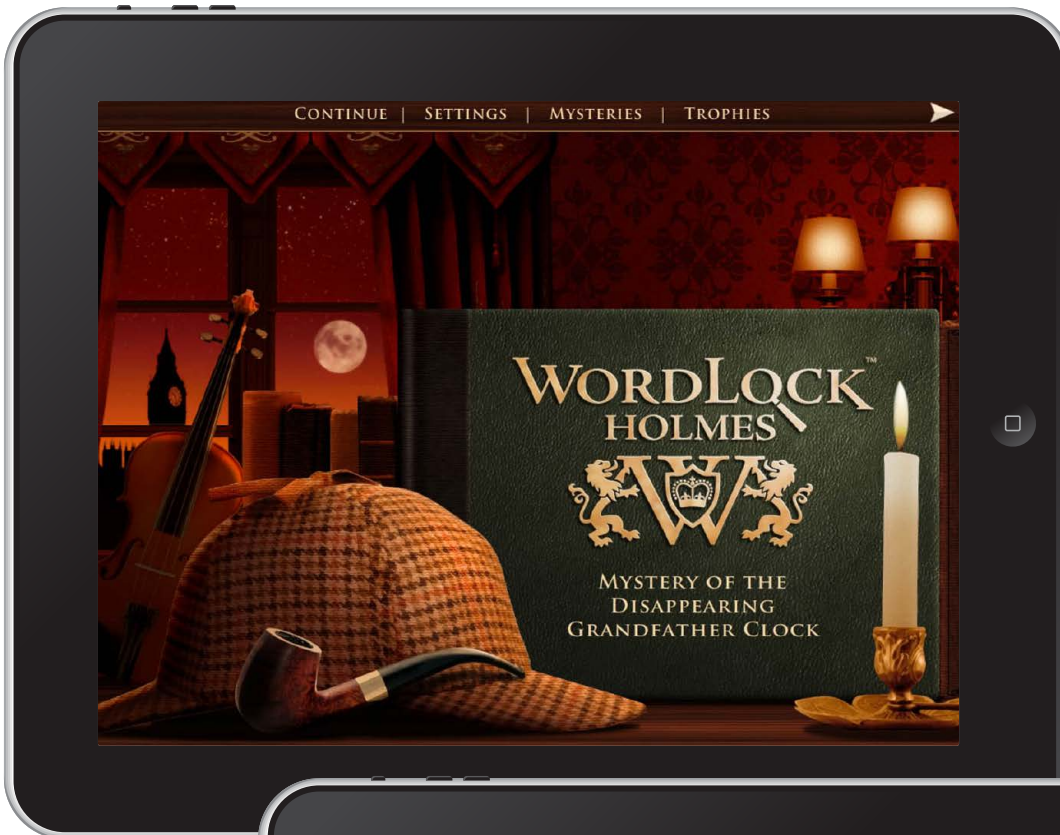 CONTINUE | SETTINGS | MYSTERIES | TROPHIES
WORDLOCK™
HOLMES
W
MYSTERY OF THE
DISAPPEARING
GRANDFATHER CLOCK